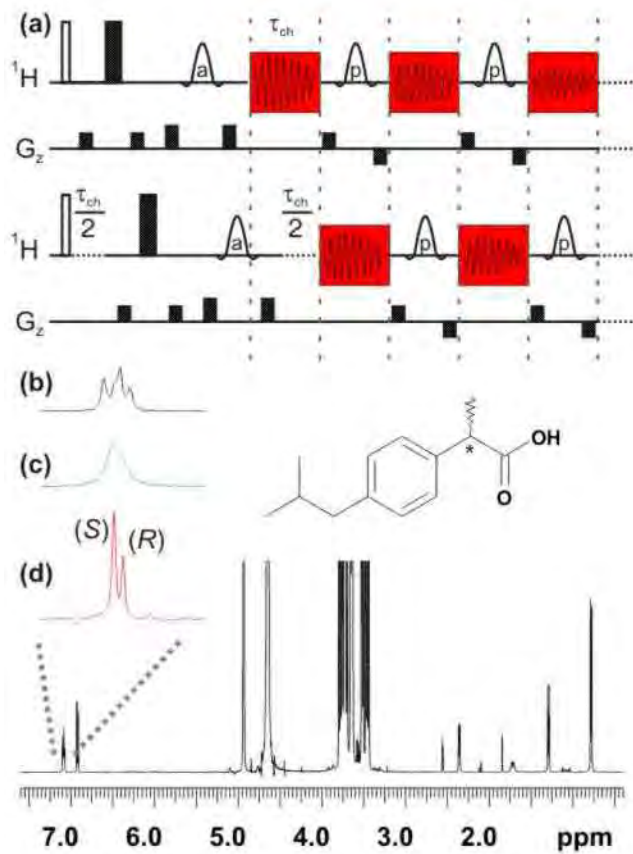 (a)
τch
¹H
a
p
p
Gz
τch
2
τch
2
¹H
a
p
p
Gz
(b)
(c)
(S)
(R)
(d)
*
OH
O
7.0 6.0 5.0 4.0 3.0 2.0 ppm